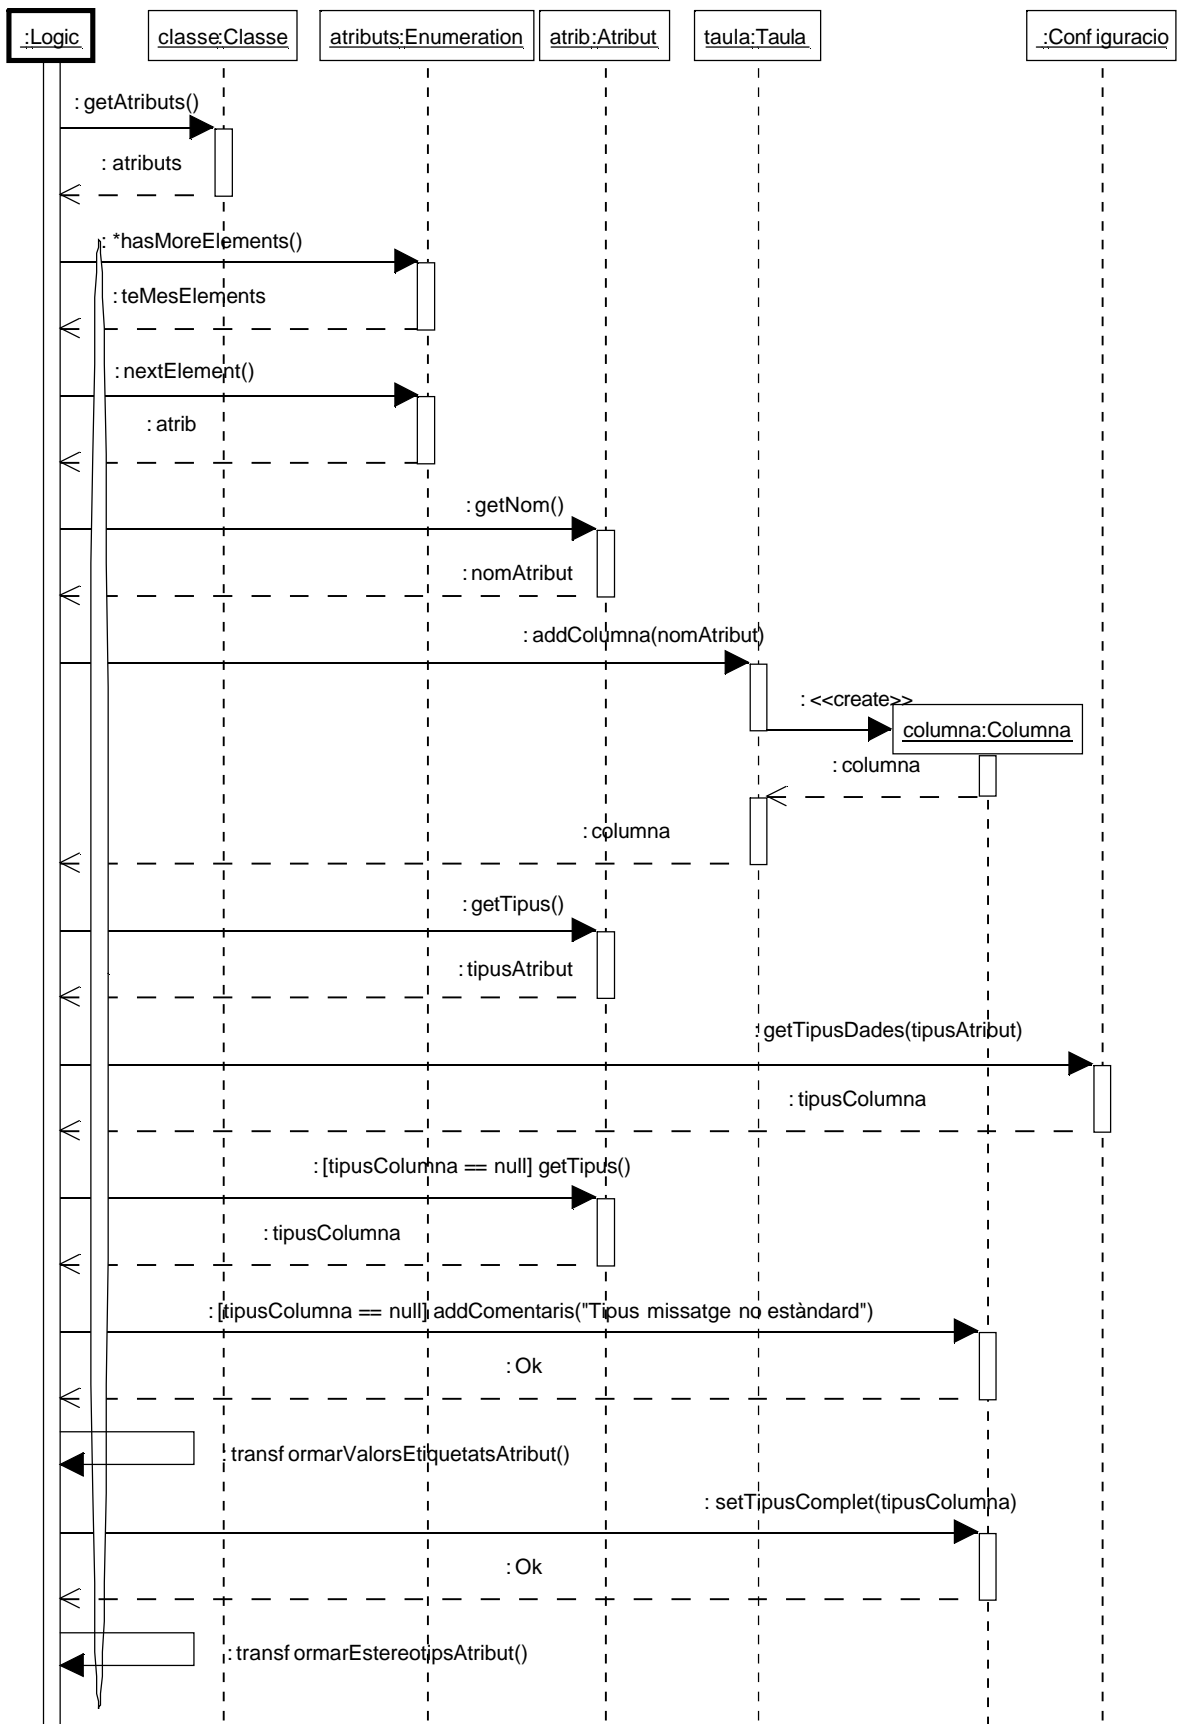 :Logic
classe:Classe
atributs:Enumeration
atrib:Atribut
taula:Taula
:Configuracio
: getAtributs()
: atributs
: *hasMoreElements()
: teMesElements
: nextElement()
: atrib
: getNom()
: nomAtribut
: addColumna(nomAtribut)
: <<create>>
columna:Columna
: columna
: columna
: getTipus()
: tipusAtribut
: getTipusDades(tipusAtribut)
: tipusColumna
: [tipusColumna == null] getTipus()
: tipusColumna
: [tipusColumna == null] addComentaris("Tipus missatge no estàndard")
: Ok
: transformarValorsEtiquetatsAtribut()
: setTipusComplet(tipusColumna)
: Ok
: transformarEstereotipsAtribut()